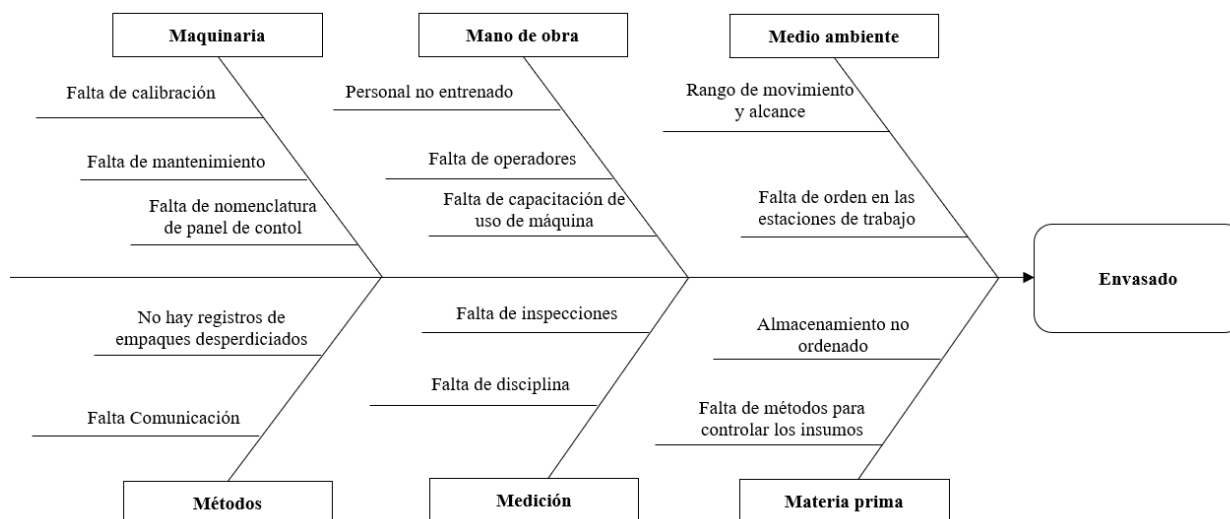 Maquinaria
Mano de obra
Medio ambiente
Falta de calibración
Personal no entrenado
Rango de movimiento
y alcance
Falta de mantenimiento
Falta de operadores
Falta de nomenclatura
de panel de contol
Falta de capacitación de
uso de máquina
Falta de orden en las
estaciones de trabajo
Envasado
No hay registros de
empaques desperdiciados
Falta de inspecciones
Almacenamiento no
ordenado
Falta Comunicación
Falta de disciplina
Falta de métodos para
controlar los insumos
Métodos
Medición
Materia prima